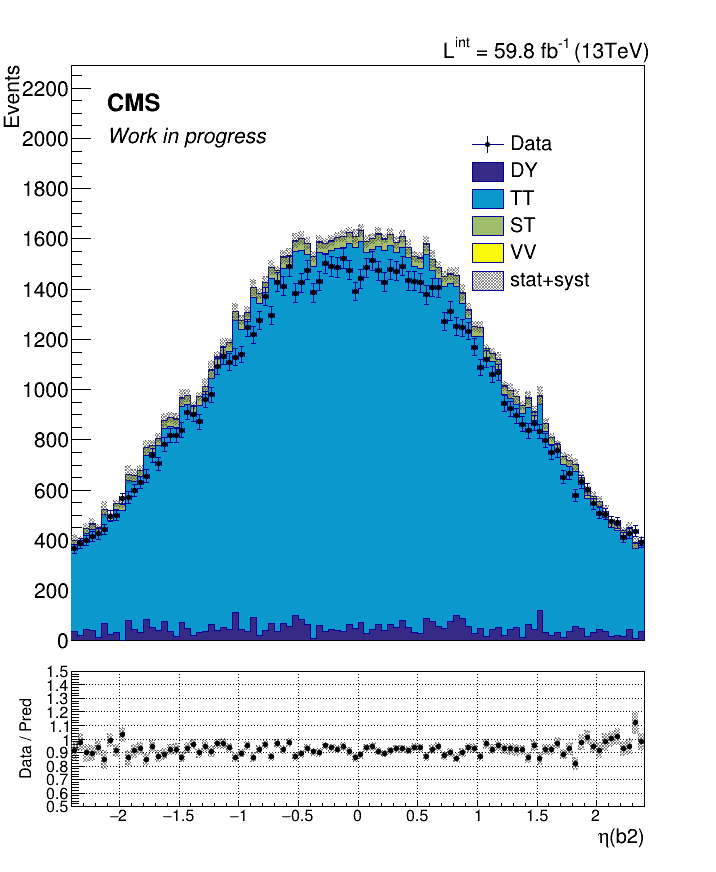 L^int = 59.8 fb^-1 (13TeV)
Events
CMS
Work in progress
Data
DY
TT
ST
VV
stat+syst
2200
2000
1800
1600
1400
1200
1000
800
600
400
200
0
Data / Pred
1.5
1.4
1.3
1.2
1.1
1
0.9
0.8
0.7
0.6
0.5
−2 −1.5 −1 −0.5 0 0.5 1 1.5 2
η(b2)